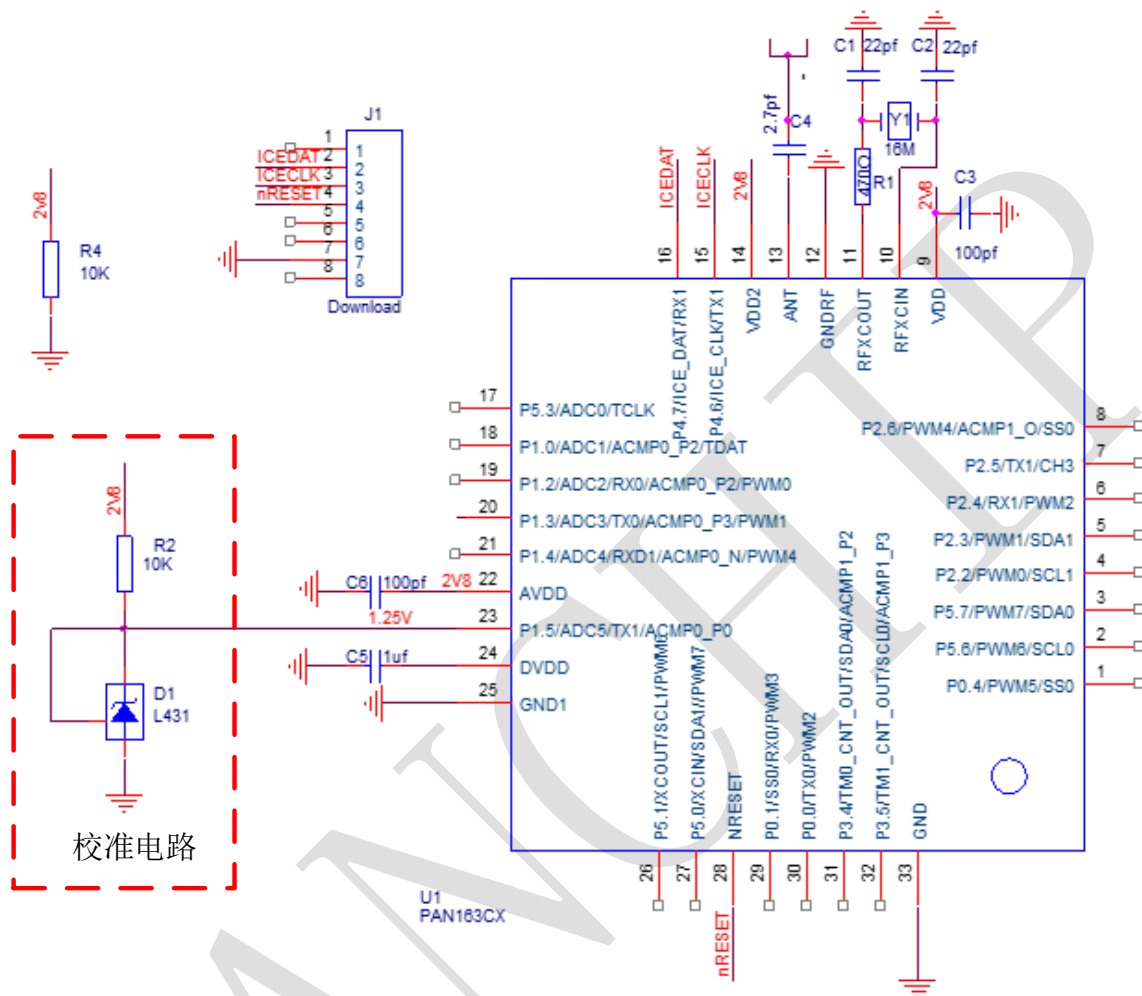 C1 22pf
C2 22pf
Y1
16M
470Ω
R1
2.7pf
C4
2V8
C3
100pf
J1
1
ICEDAT 2
ICECLK 3
nRESET 4
5
6
7
8
1
2
3
4
5
6
7
8
Download
2V8
R4
10K
ICEDAT
ICECLK
2V8
16
15
14
13
12
11
10
9
P4.7/ICE_DAT/RX1
P4.6/ICE_CLK/TX1
VDD2
ANT
GNDRF
RFXCOUT
RFXCIN
VDD
17 P5.3/ADC0/TCLK
18 P1.0/ADC1/ACMP0_P2/TDAT
19 P1.2/ADC2/RX0/ACMP0_P2/PWM0
20 P1.3/ADC3/TX0/ACMP0_P3/PWM1
21 P1.4/ADC4/RXD1/ACMP0_N/PWM4
C6 100pf 2V8 22 AVDD
1.25V 23 P1.5/ADC5/TX1/ACMP0_P0
C5 1uf 24 DVDD
25 GND1
P2.6/PWM4/ACMP1_O/SS0 8
P2.5/TX1/CH3 7
P2.4/RX1/PWM2 6
P2.3/PWM1/SDA1 5
P2.2/PWM0/SCL1 4
P5.7/PWM7/SDA0 3
P5.6/PWM6/SCL0 2
P0.4/PWM5/SS0 1
P5.1/XCOUT/SCL1/PWM6
P5.0/XCIN/SDA1/PWM7
NRESET
P0.1/SS0/RX0/PWM3
P0.0/TX0/PWM2
P3.4/TM0_CNT_OUT/SDA0/ACMP1_P2
P3.5/TM1_CNT_OUT/SCL0/ACMP1_P3
GND
26
27
28
29
30
31
32
33
nRESET
2V8
R2
10K
D1
L431
校准电路
U1
PAN163CX